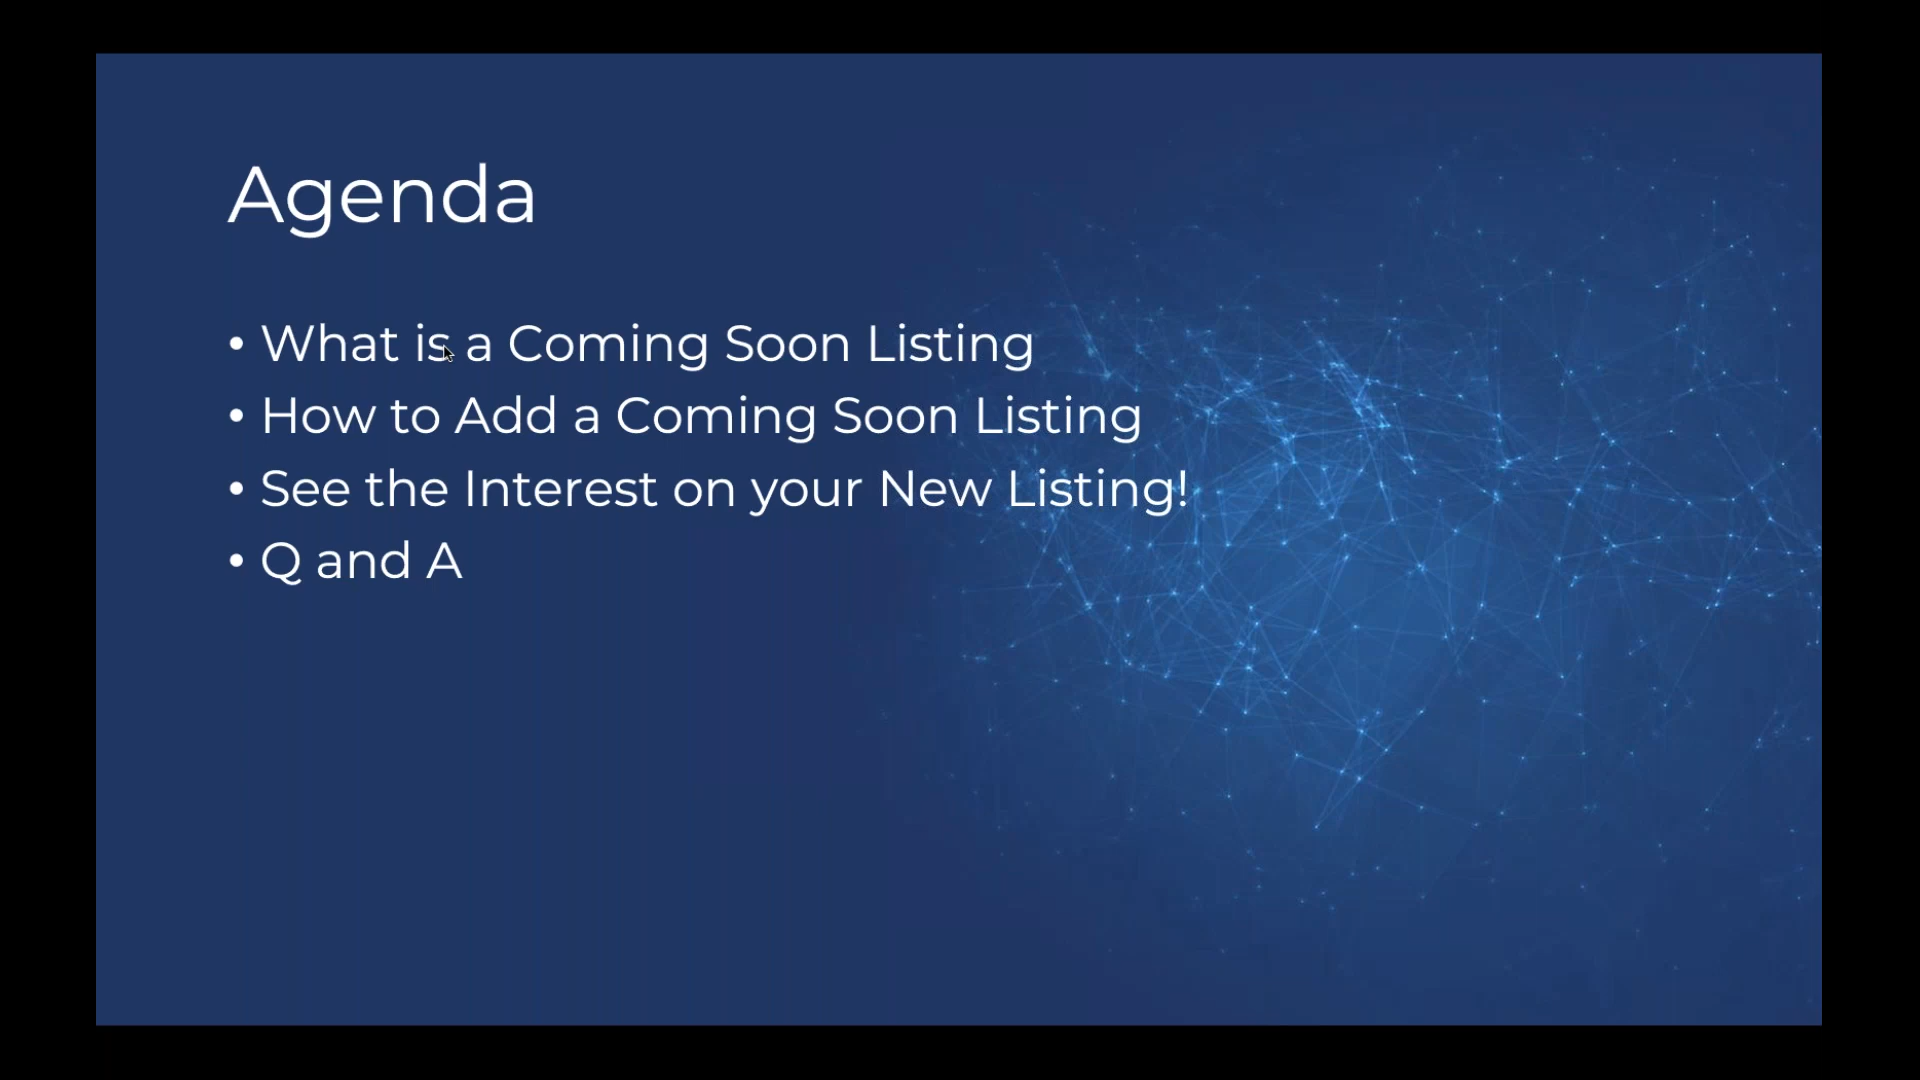 Agenda
• What is a Coming Soon Listing
• How to Add a Coming Soon Listing
• See the Interest on your New Listing!
• Q and A